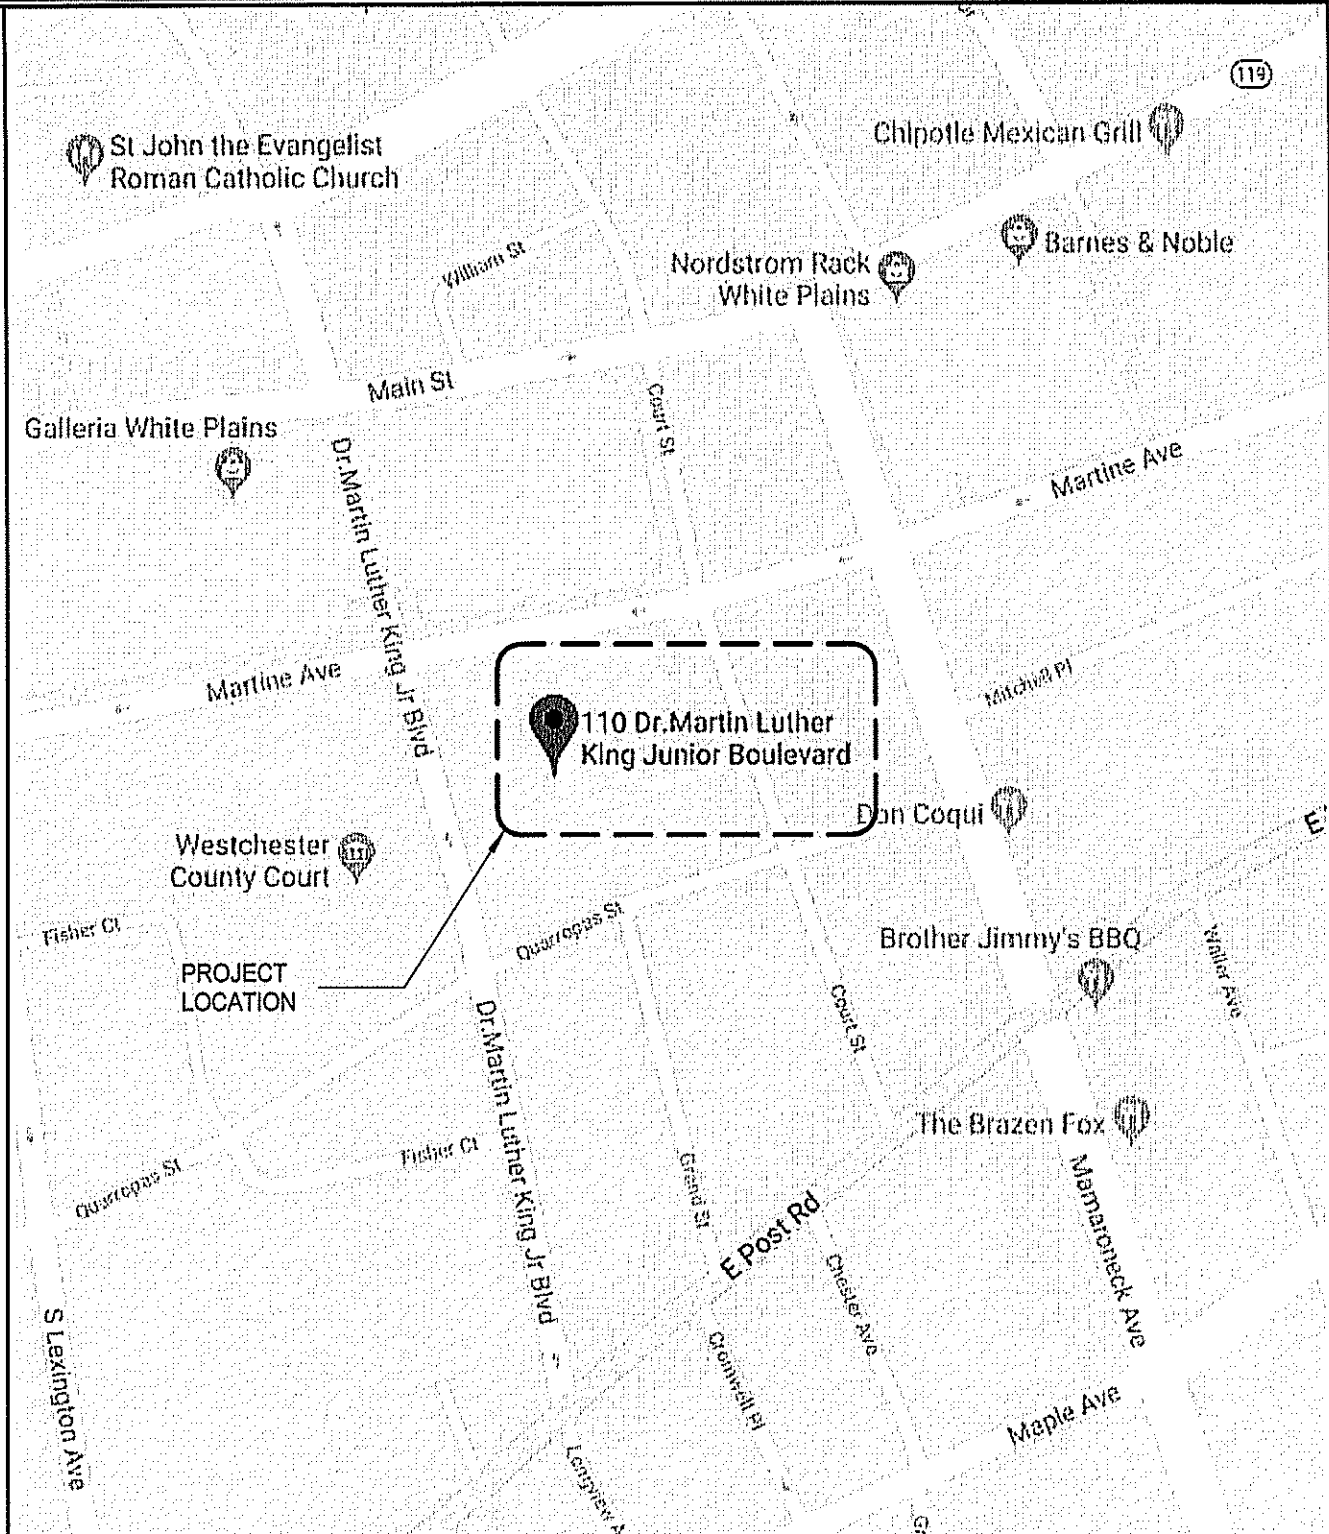 119
St John the Evangelist
Roman Catholic Church
Chipotle Mexican Grill
William St
Barnes & Noble
Nordstrom Rack
White Plains
Main St
Court St
Galleria White Plains
Dr.Martin Luther King Jr Blvd
Martine Ave
Martine Ave
Mitchell Pl
110 Dr.Martin Luther
King Junior Boulevard
Don Coqui
Westchester
County Court
Fisher Ct
Quarropas St
Brother Jimmy's BBQ
Waller Ave
PROJECT
LOCATION
Court St
Dr.Martin Luther King Jr Blvd
The Brazen Fox
Fisher Ct
Quarropas St
Grand St
E Post Rd
Mamaroneck Ave
Chester Ave
S Lexington Ave
Cromwell Pl
Maple Ave
Longview A